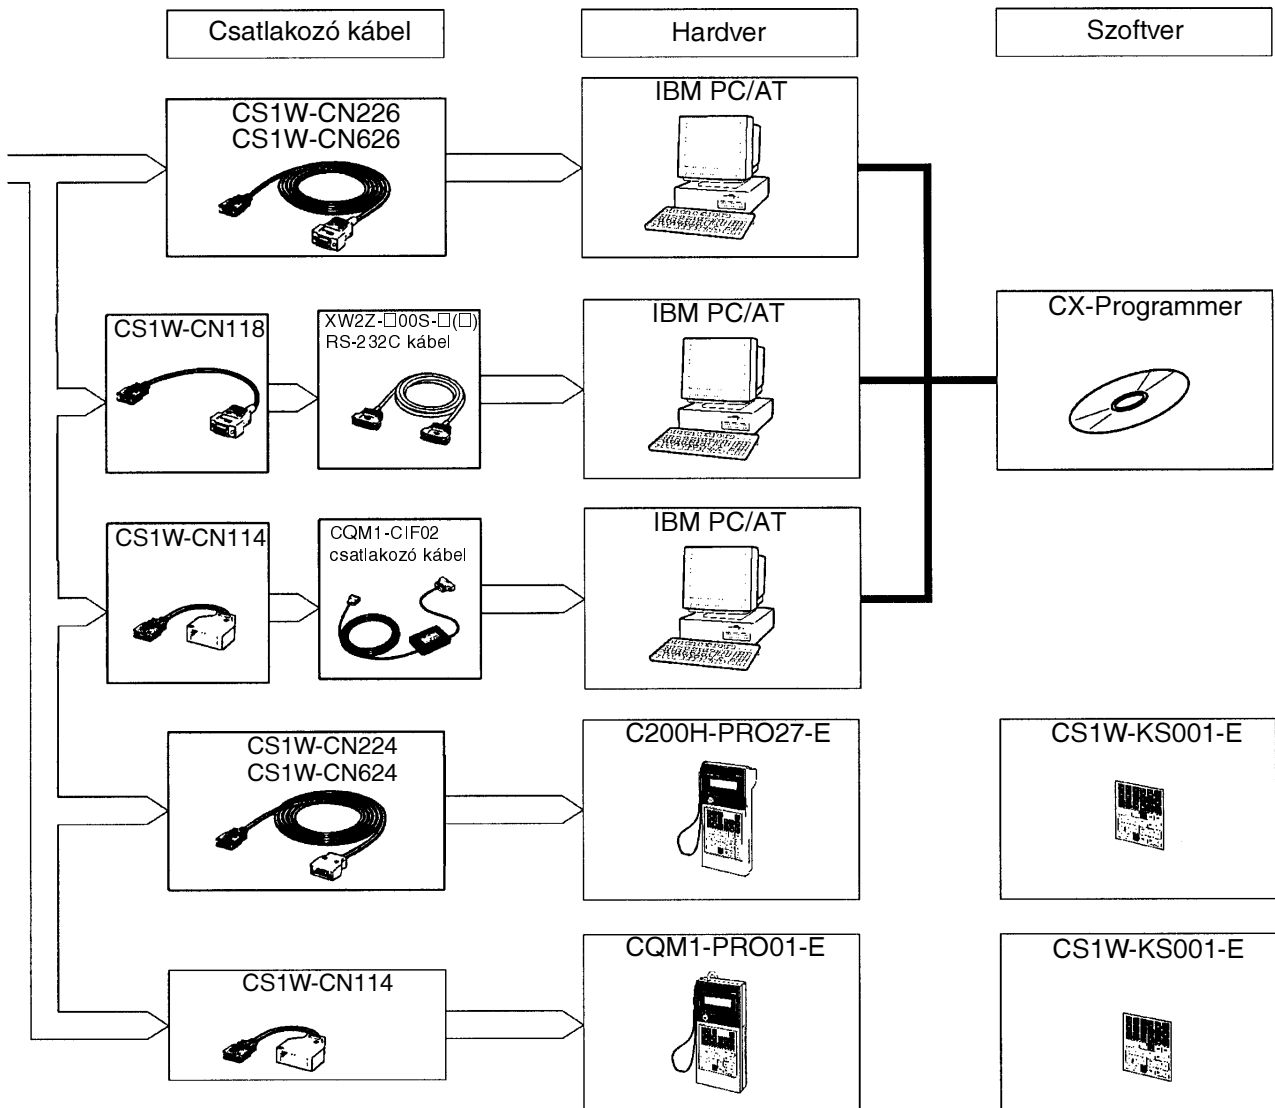 Csatlakozó kábel
Hardver
Szoftver
CS1W-CN226
CS1W-CN626
IBM PC/AT
CS1W-CN118
XW2Z-□00S-□(□)
RS-232C kábel
IBM PC/AT
CX-Programmer
CS1W-CN114
CQM1-CIF02
csatlakozó kábel
IBM PC/AT
CS1W-CN224
CS1W-CN624
C200H-PRO27-E
CS1W-KS001-E
CS1W-CN114
CQM1-PRO01-E
CS1W-KS001-E